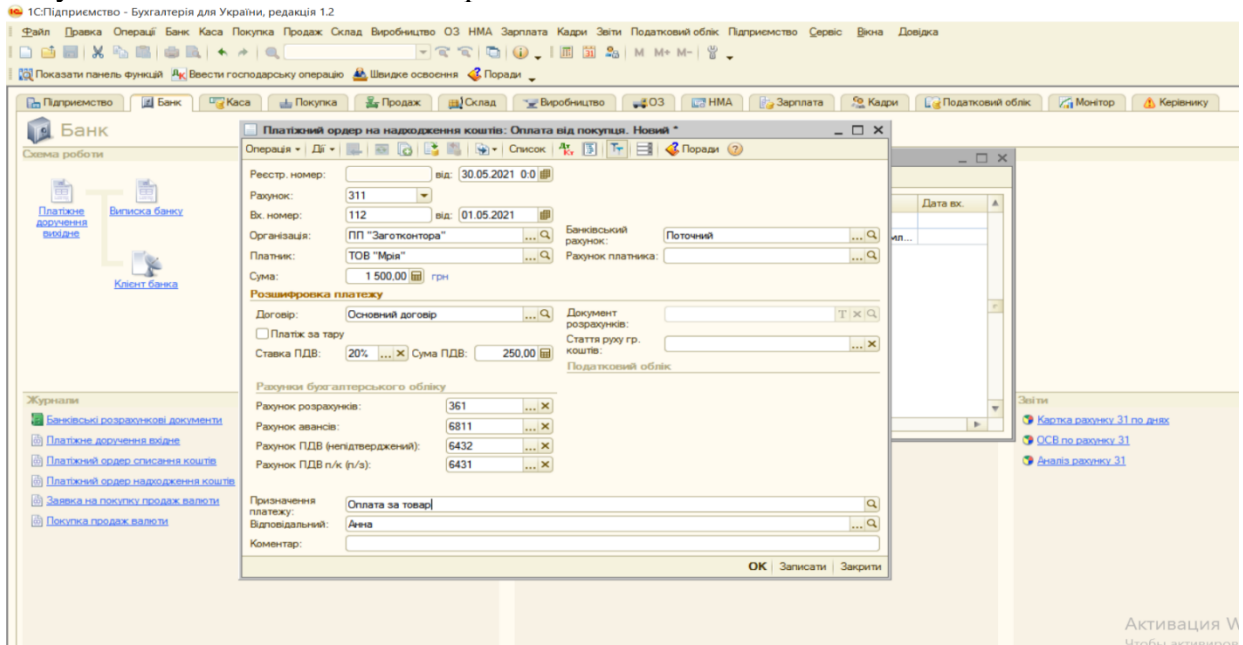 1С:Підприємство - Бухгалтерія для України, редакція 1.2
Файл Правка Операції Банк Каса Покупка Продаж Склад Виробництво ОЗ НМА Зарплата Кадри Звіти Податковий облік Підприємство Сервіс Вікна Довідка
М М+ М-
Показати панель функцій Ввести господарську операцію Швидке освоєння Поради
Підприємство Банк Каса Покупка Продаж Склад Виробництво ОЗ НМА Зарплата Кадри Податковий облік Монітор Керівнику
Банк
Схема роботи
Платіжне доручення вихідне
Виписка банку
Клієнт банка
Платіжний ордер на надходження коштів: Оплата від покупця. Новий *
Операція Дії Список Поради
Реєстр. номер: від: 30.05.2021 0:0
Рахунок: 311
Вх. номер: 112 від: 01.05.2021
Організація: ПП "Заготконтора" Банківський рахунок: Поточний
Платник: ТОВ "Мрія" Рахунок платника:
Сума: 1 500,00 грн
Розшифровка платежу
Договір: Основний договір Документ розрахунків:
Платіж за тару
Ставка ПДВ: 20% Сума ПДВ: 250,00 Стаття руху гр. коштів:
Податковий облік
Рахунки бухгалтерського обліку
Рахунок розрахунків: 361
Рахунок авансів: 6811
Рахунок ПДВ (непідтверджений): 6432
Рахунок ПДВ п/к (п/з): 6431
Призначення платежу: Оплата за товар
Відповідальний: Анна
Коментар:
OK Записати Закрити
Дата вх.
Журнали
Банківські розрахункові документи
Платіжне доручення вхідне
Платіжний ордер списання коштів
Платіжний ордер надходження коштів
Заявка на покупку продаж валюти
Покупка продаж валюти
Звіти
Картка рахунку 31 по днях
ОСВ по рахунку 31
Аналіз рахунку 31
Активация W